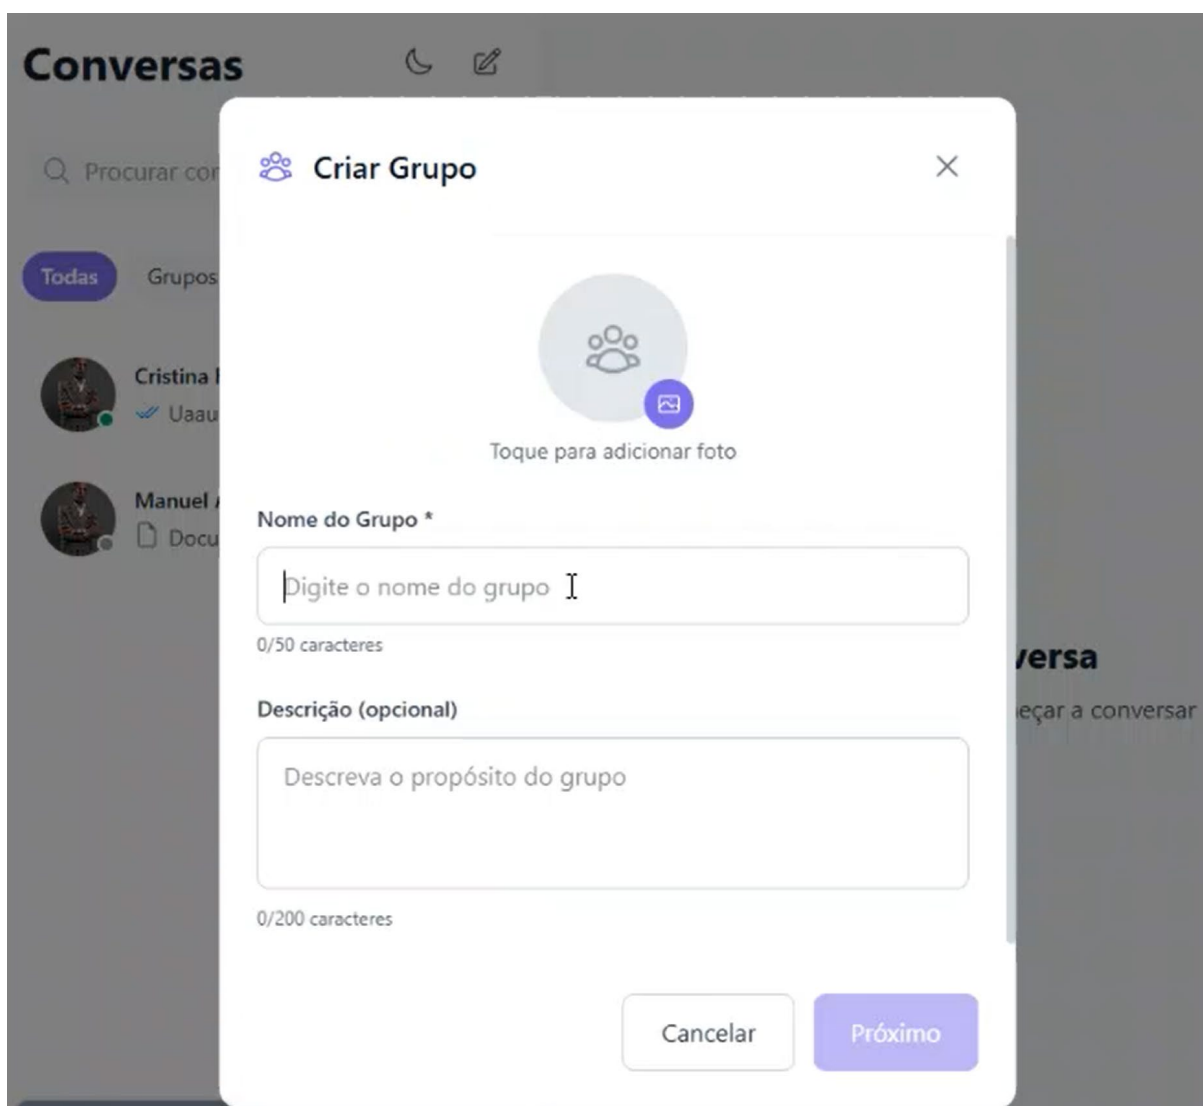 Conversas
Procurar
Todas
Grupos
Cristina
Uaau
Manuel
Docu
Criar Grupo
Toque para adicionar foto
Nome do Grupo *
Digite o nome do grupo
0/50 caracteres
Descrição (opcional)
Descreva o propósito do grupo
0/200 caracteres
Cancelar
Próximo
versa
eçar a conversar